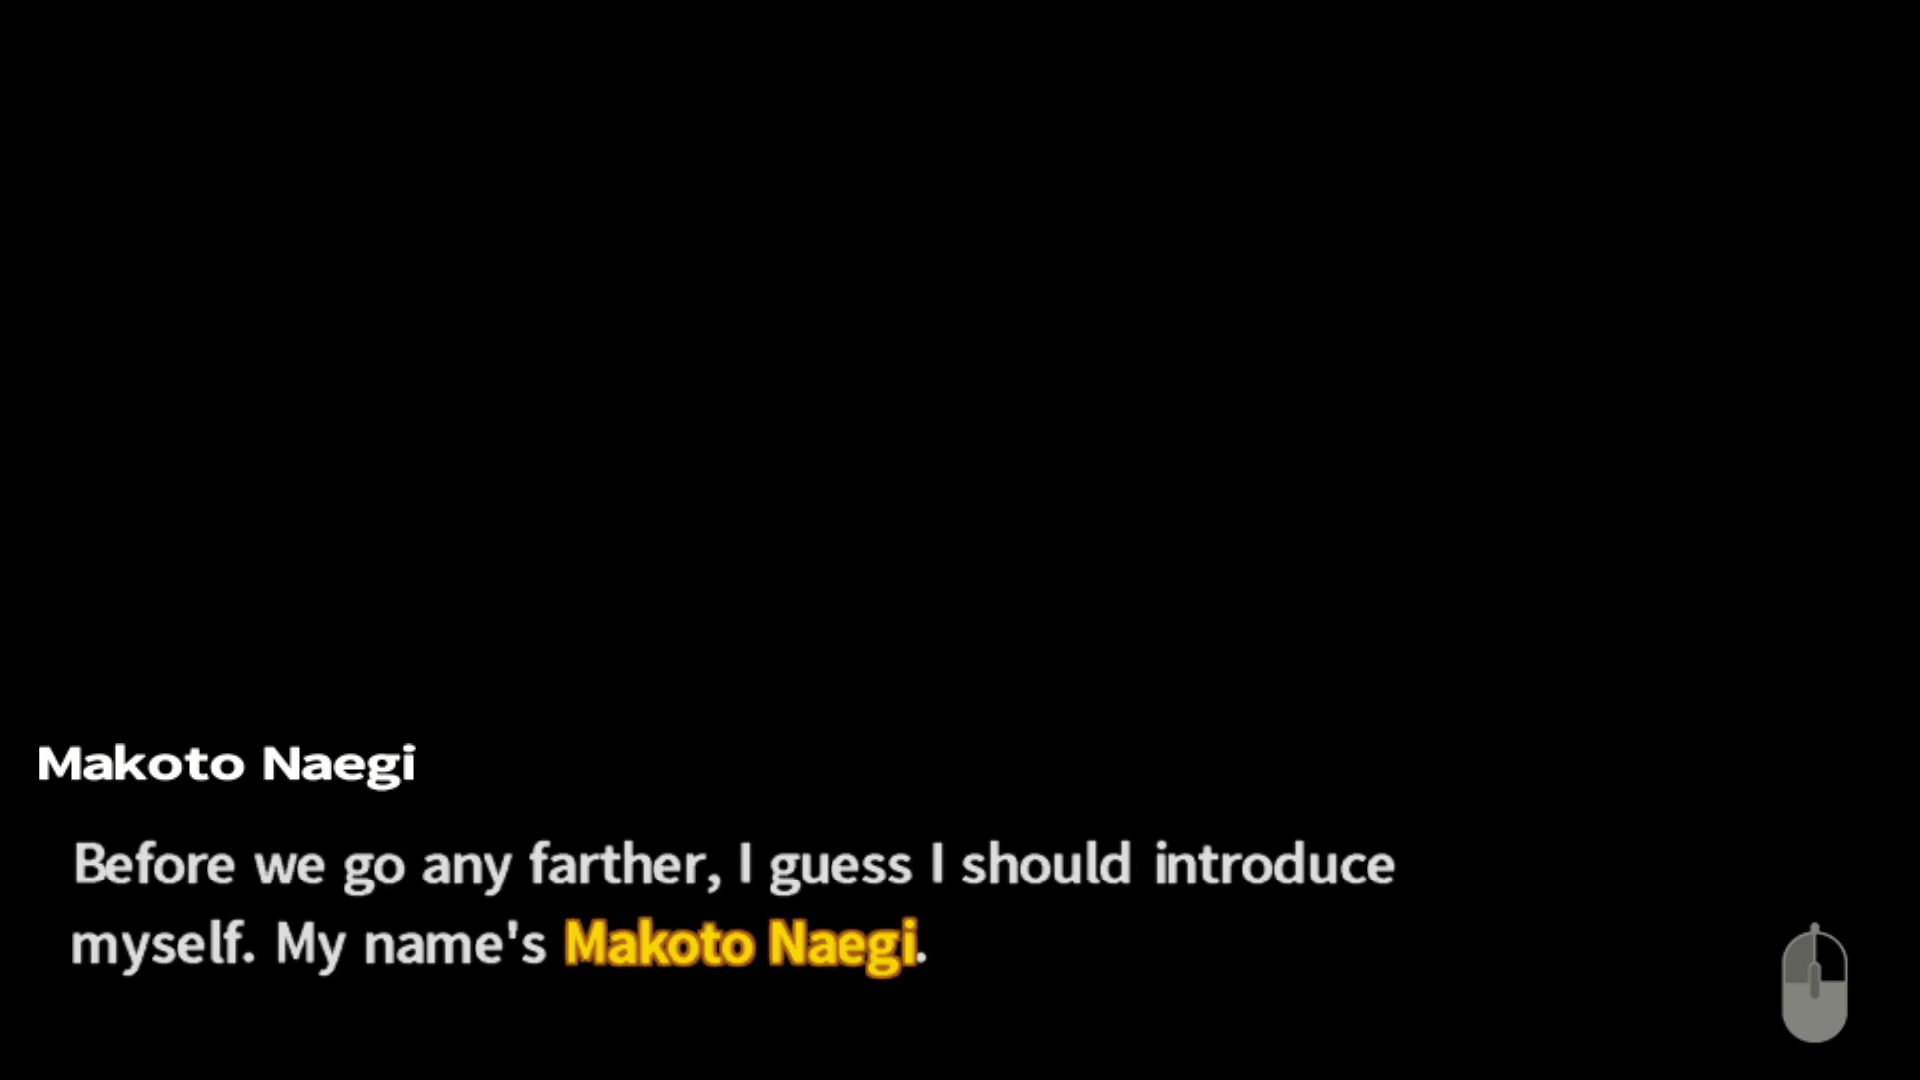 Makoto Naegi
Before we go any farther, I guess I should introduce
myself. My name's Makoto Naegi.